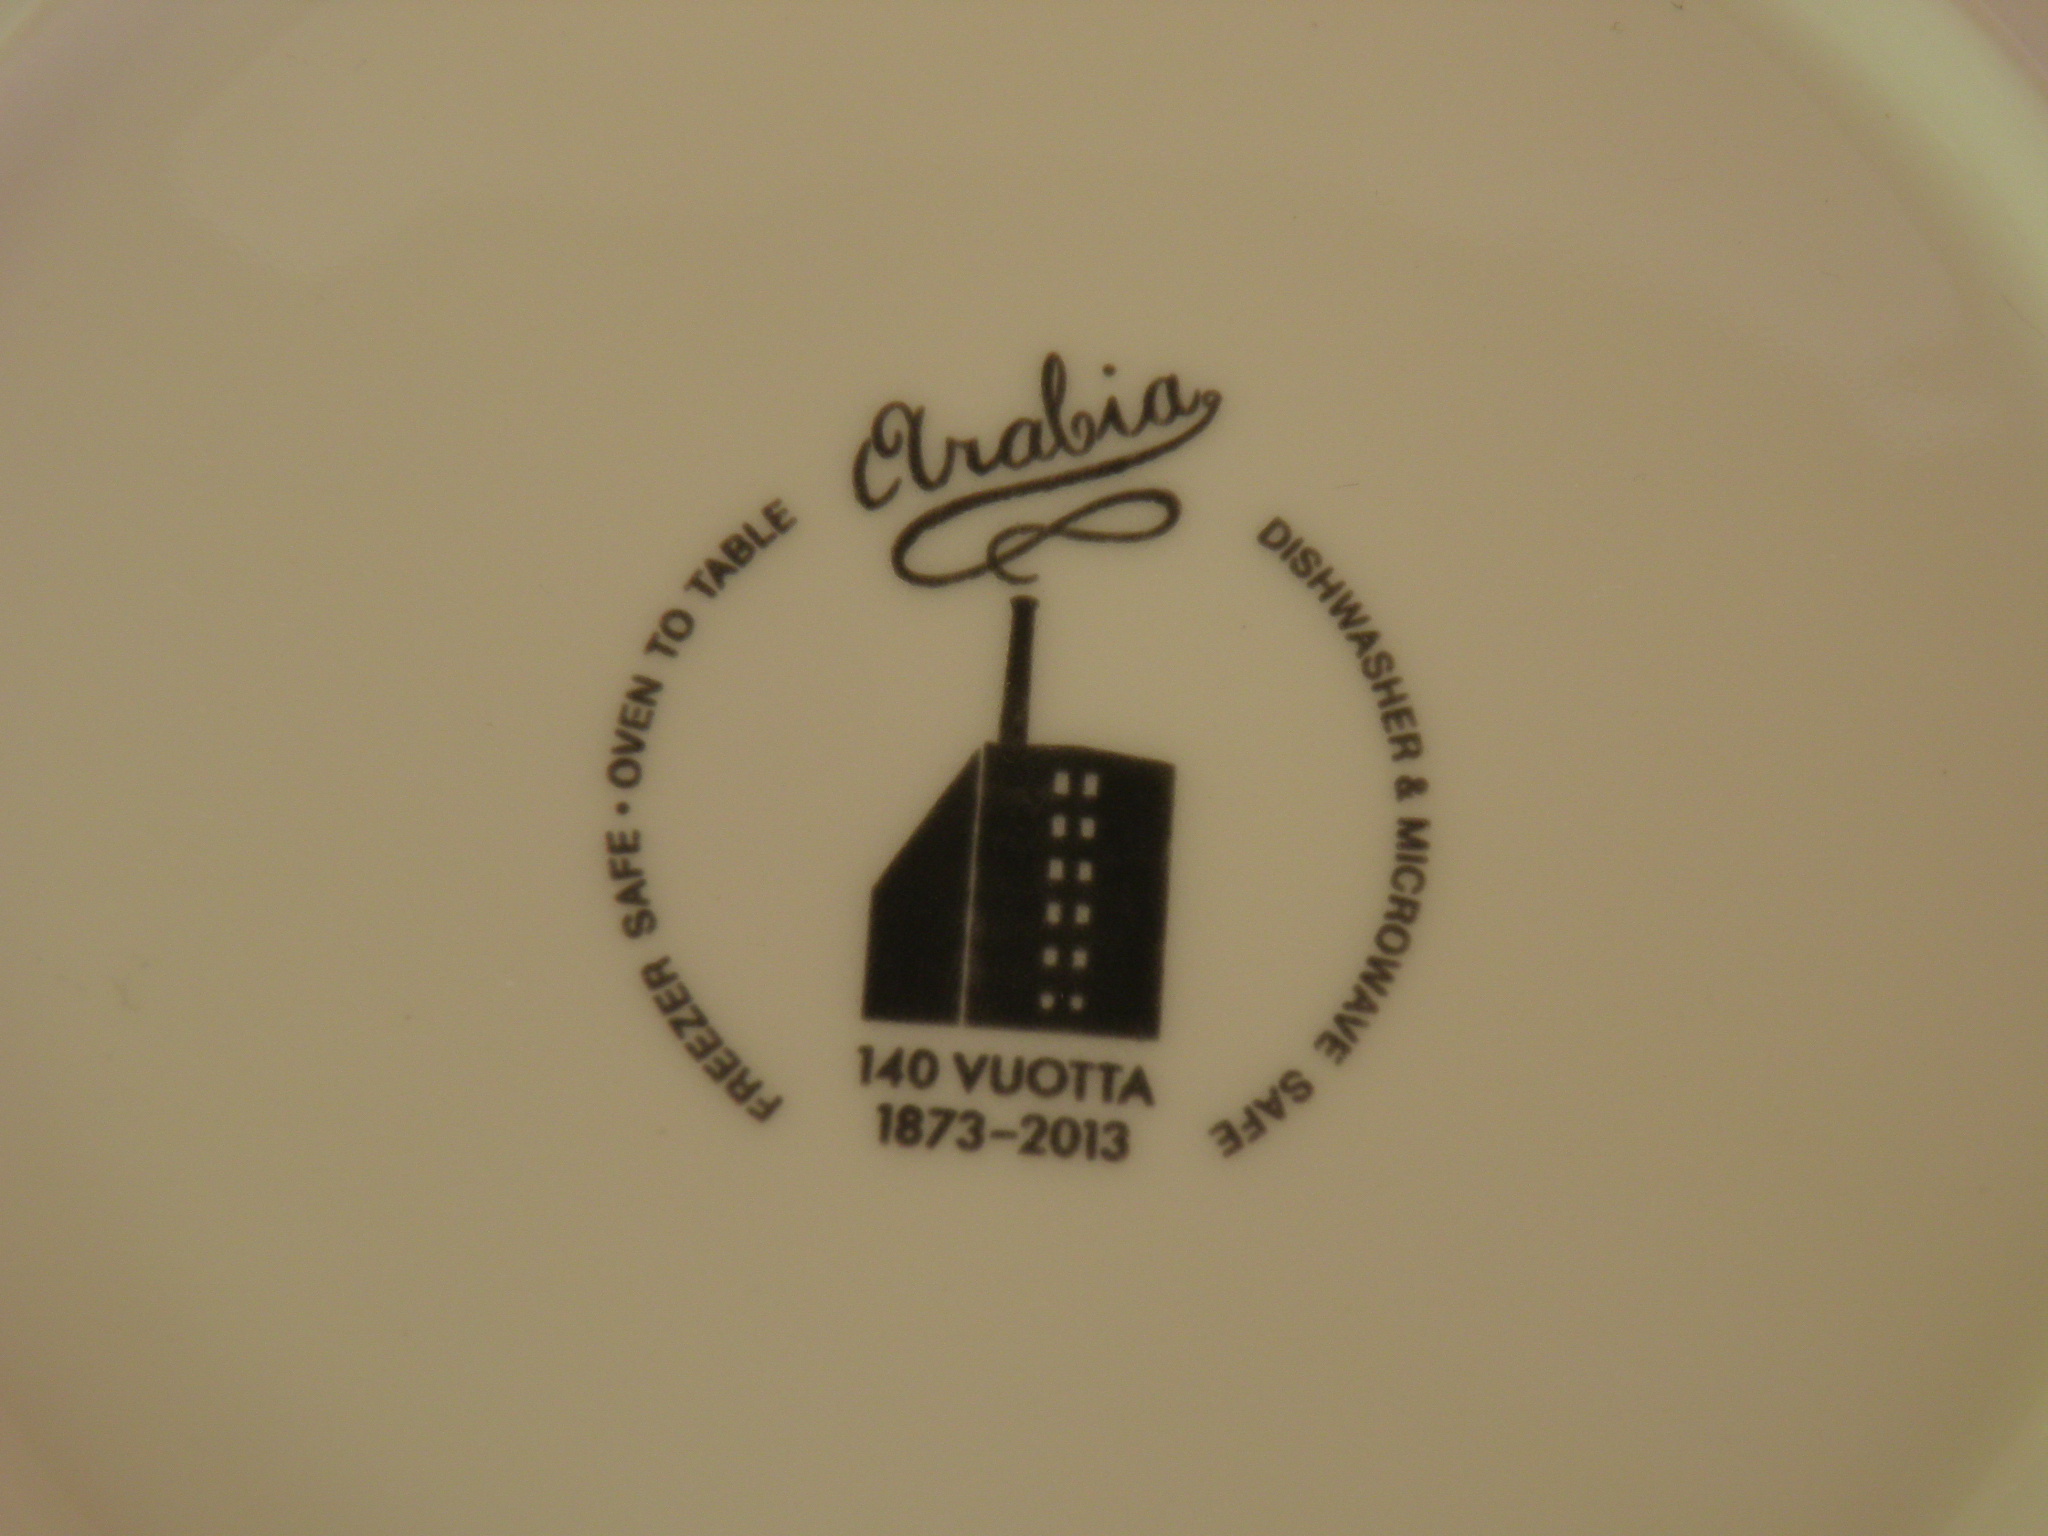 Arabia
FREEZER SAFE • OVEN TO TABLE
DISHWASHER & MICROWAVE SAFE
140 VUOTTA
1873–2013